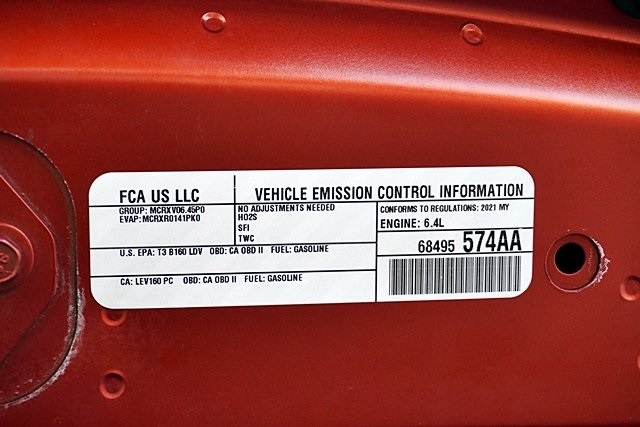 FCA US LLC
VEHICLE EMISSION CONTROL INFORMATION
GROUP: MCRXV06.45P0
EVAP: MCRXR0141PK0
NO ADJUSTMENTS NEEDED
HO2S
SFI
TWC
CONFORMS TO REGULATIONS: 2021 MY
ENGINE: 6.4L
68495 574AA
U.S. EPA: T3 B160 LDV OBD: CA OBD II FUEL: GASOLINE
CA: LEV160 PC OBD: CA OBD II FUEL: GASOLINE